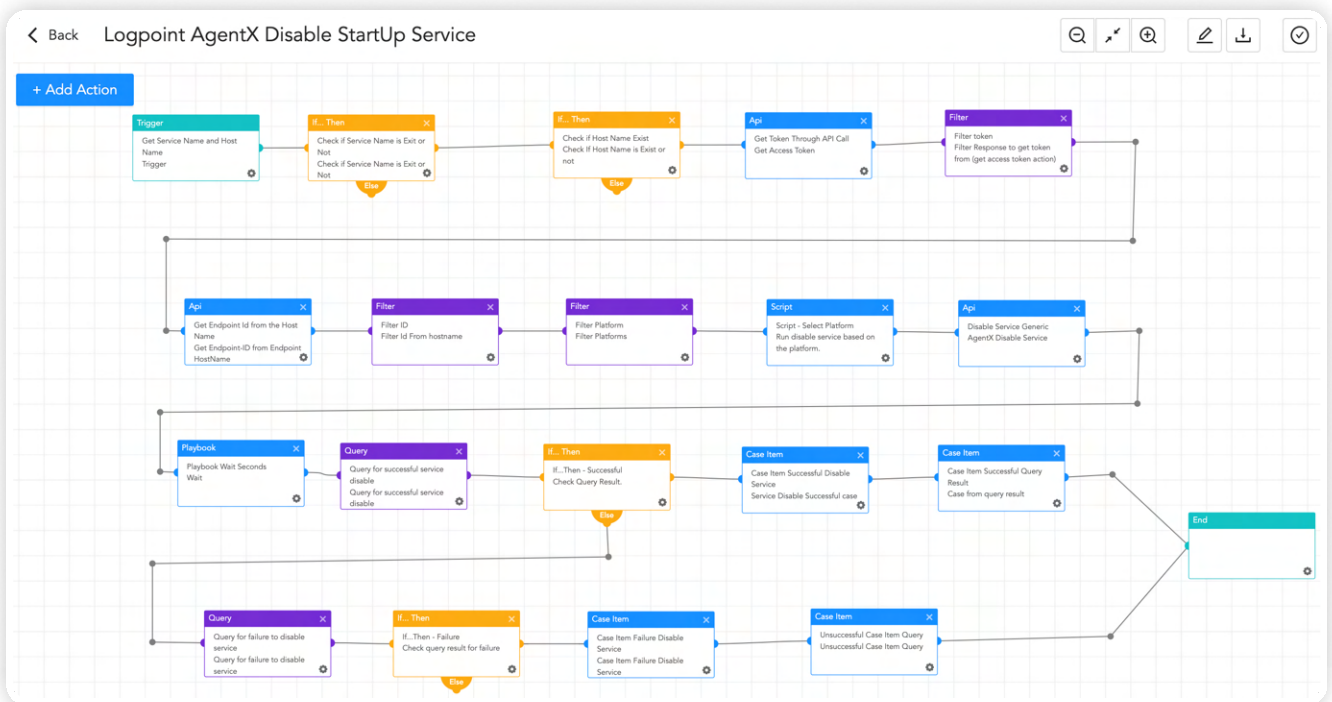 Back
Logpoint AgentX Disable StartUp Service
+ Add Action
Trigger
Get Service Name and Host
Name
Trigger
If... Then
Check if Service Name is Exit or
Not
Check if Service Name is Exit or
Not
Else
If... Then
Check if Host Name Exist
Check If Host Name is Exist or
not
Else
Api
Get Token Through API Call
Get Access Token
Filter
Filter token
Filter Response to get token
from (get access token action)
Api
Get Endpoint Id from the Host
Name
Get Endpoint-ID from Endpoint
HostName
Filter
Filter ID
Filter Id From hostname
Filter
Filter Platform
Filter Platforms
Script
Script - Select Platform
Run disable service based on
the platform.
Api
Disable Service Generic
AgentX Disable Service
Playbook
Playbook Wait Seconds
Wait
Query
Query for successful service
disable
Query for successful service
disable
If... Then
If...Then - Successful
Check Query Result.
Else
Case Item
Case Item Successful Disable
Service
Service Disable Successful case
Case Item
Case Item Successful Query
Result
Case from query result
End
Query
Query for failure to disable
service
Query for failure to disable
service
If... Then
If...Then - Failure
Check query result for failure
Else
Case Item
Case Item Failure Disable
Service
Case Item Failure Disable
Service
Case Item
Unsuccessful Case Item Query
Unsuccessful Case Item Query